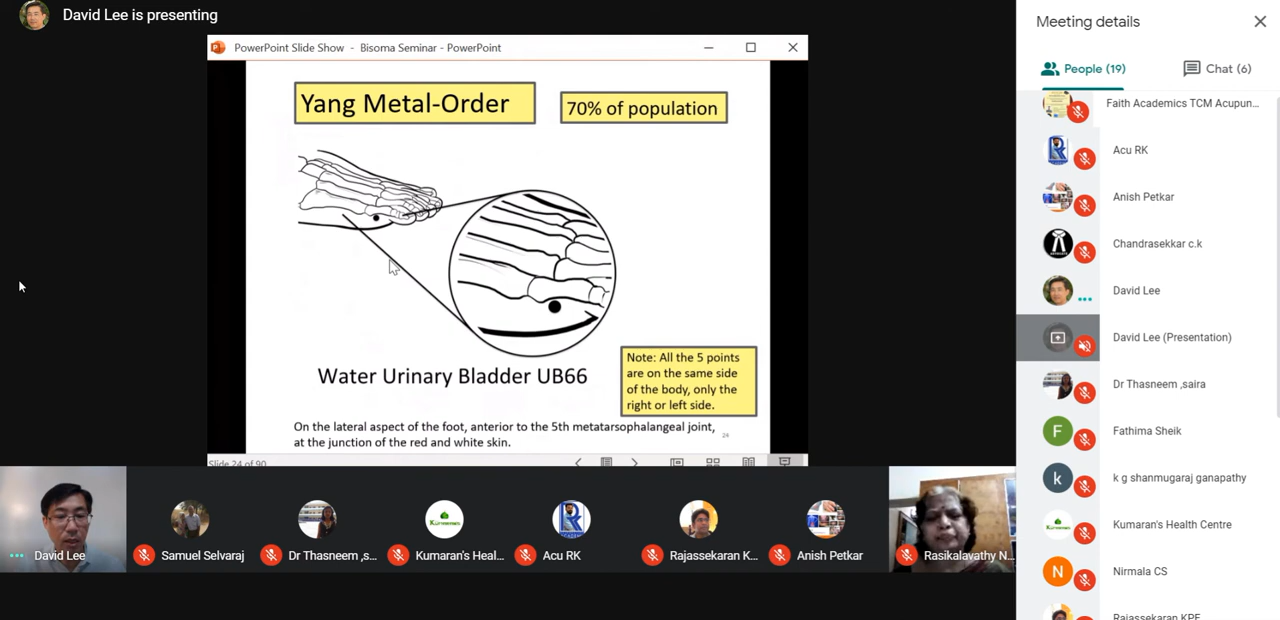 David Lee is presenting
PowerPoint Slide Show - Bisoma Seminar - PowerPoint
Yang Metal-Order
70% of population
Water Urinary Bladder UB66
Note: All the 5 points
are on the same side
of the body, only the
right or left side.
On the lateral aspect of the foot, anterior to the 5th metatarsophalangeal joint,
at the junction of the red and white skin.
24
Slide 24 of 90
David Lee
Samuel Selvaraj
Dr Thasneem ,s...
Kumaran's Heal...
Acu RK
Rajassekaran K...
Anish Petkar
Rasikalavathy N...
Meeting details
People (19)
Chat (6)
Faith Academics TCM Acupun...
Acu RK
Anish Petkar
Chandrasekkar c.k
David Lee
David Lee (Presentation)
Dr Thasneem ,saira
F
Fathima Sheik
k
k g shanmugaraj ganapathy
Kumaran's Health Centre
N
Nirmala CS
Rajassekaran KPE